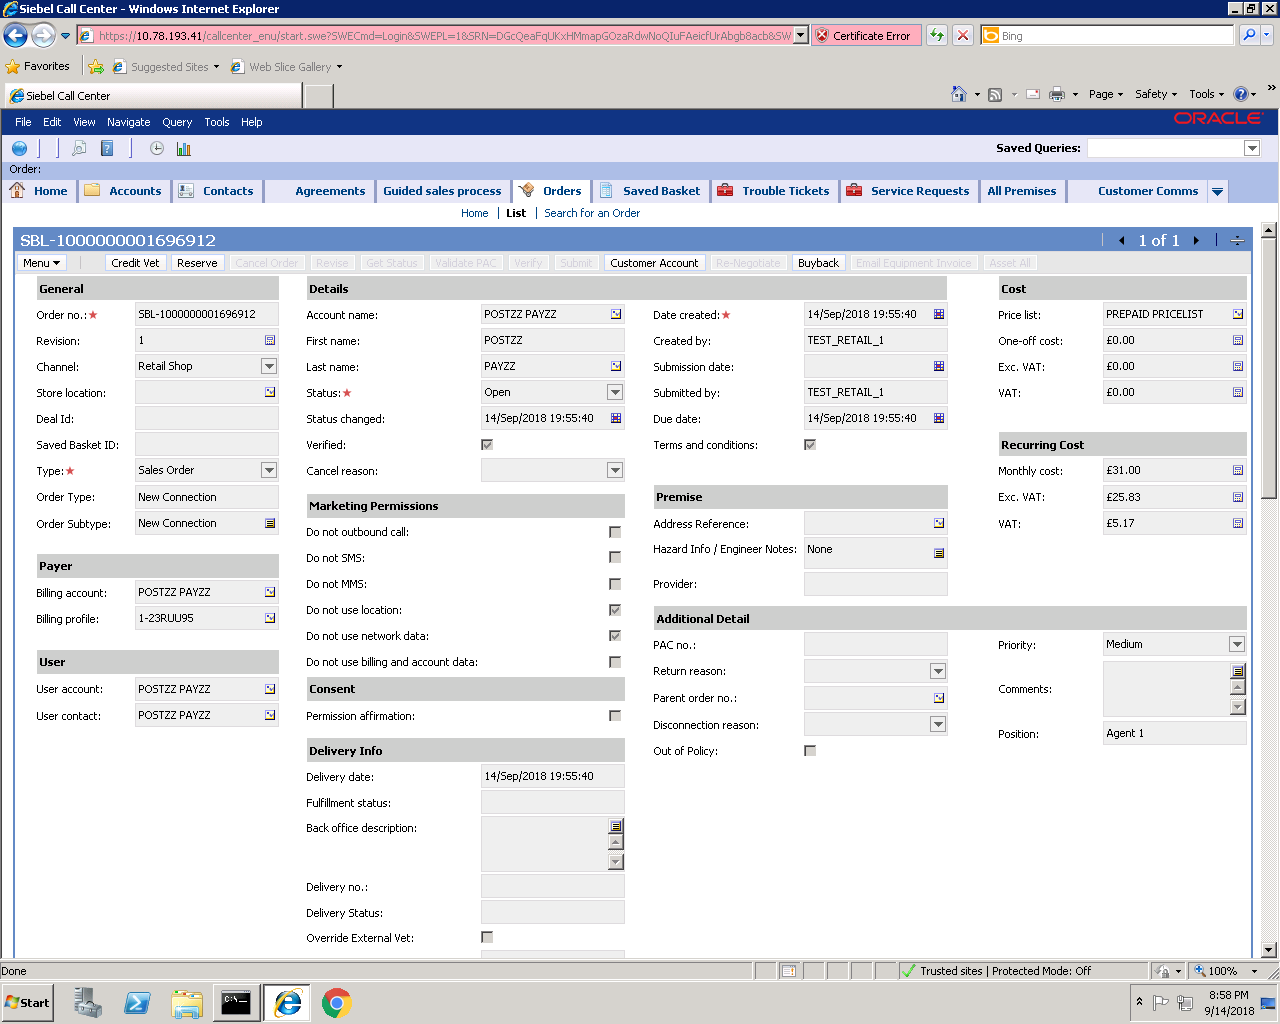 Siebel Call Center - Windows Internet Explorer
https://10.78.193.41/callcenter_enu/start.swe?SWECmd=Login&SWEPL=1&SRN=DGcQeaFqUKxHMmapGOzaRdwNoQIuFAeicfUrAbgb8acb&SW
Certificate Error
Bing
Favorites
Suggested Sites
Web Slice Gallery
Siebel Call Center
Page
Safety
Tools
File Edit View Navigate Query Tools Help
ORACLE
Saved Queries:
Order:
Home
Accounts
Contacts
Agreements
Guided sales process
Orders
Saved Basket
Trouble Tickets
Service Requests
All Premises
Customer Comms
Home | List | Search for an Order
SBL-1000000001696912
1 of 1
Menu
Credit Vet
Reserve
Cancel Order
Revise
Get Status
Validate PAC
Verify
Submit
Customer Account
Re-Negotiate
Buyback
Email Equipment Invoice
Asset All
General
Order no.: SBL-1000000001696912
Revision: 1
Channel: Retail Shop
Store location:
Deal Id:
Saved Basket ID:
Type: Sales Order
Order Type: New Connection
Order Subtype: New Connection
Payer
Billing account: POSTZZ PAYZZ
Billing profile: 1-23RUU95
User
User account: POSTZZ PAYZZ
User contact: POSTZZ PAYZZ
Details
Account name: POSTZZ PAYZZ
First name: POSTZZ
Last name: PAYZZ
Status: Open
Status changed: 14/Sep/2018 19:55:40
Verified:
Cancel reason:
Marketing Permissions
Do not outbound call:
Do not SMS:
Do not MMS:
Do not use location:
Do not use network data:
Do not use billing and account data:
Consent
Permission affirmation:
Delivery Info
Delivery date: 14/Sep/2018 19:55:40
Fulfillment status:
Back office description:
Delivery no.:
Delivery Status:
Override External Vet:
Date created: 14/Sep/2018 19:55:40
Created by: TEST_RETAIL_1
Submission date:
Submitted by: TEST_RETAIL_1
Due date: 14/Sep/2018 19:55:40
Terms and conditions:
Premise
Address Reference:
Hazard Info / Engineer Notes: None
Provider:
Additional Detail
PAC no.:
Return reason:
Parent order no.:
Disconnection reason:
Out of Policy:
Cost
Price list: PREPAID PRICELIST
One-off cost: £0.00
Exc. VAT: £0.00
VAT: £0.00
Recurring Cost
Monthly cost: £31.00
Exc. VAT: £25.83
VAT: £5.17
Priority: Medium
Comments:
Position: Agent 1
Done
Trusted sites | Protected Mode: Off
100%
Start
C:\.
8:58 PM
9/14/2018